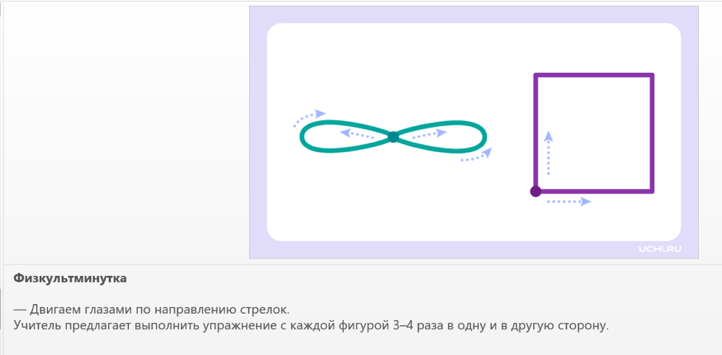 UCHI.RU
Физкультминутка
— Двигаем глазами по направлению стрелок.
Учитель предлагает выполнить упражнение с каждой фигурой 3–4 раза в одну и в другую сторону.